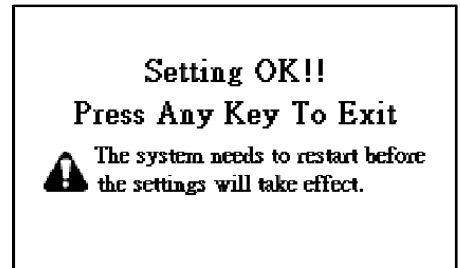 Setting OK!!
Press Any Key To Exit
The system needs to restart before
the settings will take effect.